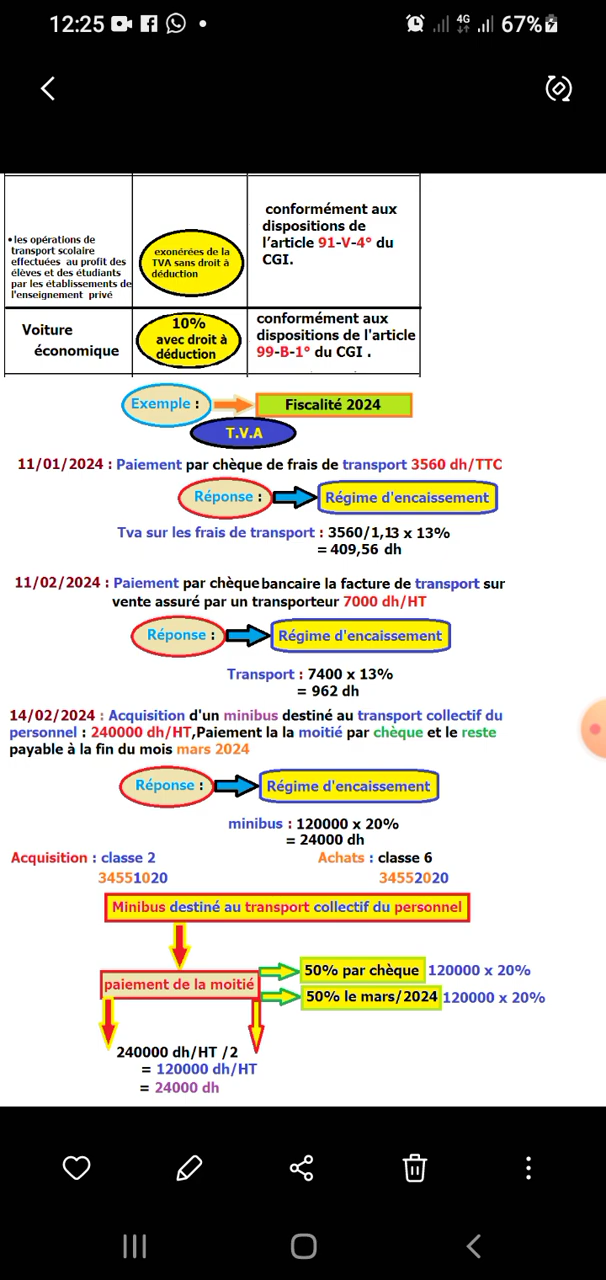 12:25
4G
67%
• les opérations de
transport scolaire
effectuées au profit des
élèves et des étudiants
par les établissements de
l'enseignement privé
exonérées de la
TVA sans droit à
déduction
conformément aux
dispositions de
l'article 91-V-4° du
CGI.
Voiture
économique
10%
avec droit à
déduction
conformément aux
dispositions de l'article
99-B-1° du CGI .
Exemple :
Fiscalité 2024
T.V.A
11/01/2024 : Paiement par chèque de frais de transport 3560 dh/TTC
Réponse :
Régime d'encaissement
Tva sur les frais de transport : 3560/1,13 x 13%
= 409,56 dh
11/02/2024 : Paiement par chèque bancaire la facture de transport sur
vente assuré par un transporteur 7000 dh/HT
Réponse :
Régime d'encaissement
Transport : 7400 x 13%
= 962 dh
14/02/2024 : Acquisition d'un minibus destiné au transport collectif du
personnel : 240000 dh/HT,Paiement la la moitié par chèque et le reste
payable à la fin du mois mars 2024
Réponse :
Régime d'encaissement
minibus : 120000 x 20%
= 24000 dh
Acquisition : classe 2
Achats : classe 6
34551020
34552020
Minibus destiné au transport collectif du personnel
paiement de la moitié
50% par chèque 120000 x 20%
50% le mars/2024 120000 x 20%
240000 dh/HT /2
= 120000 dh/HT
= 24000 dh